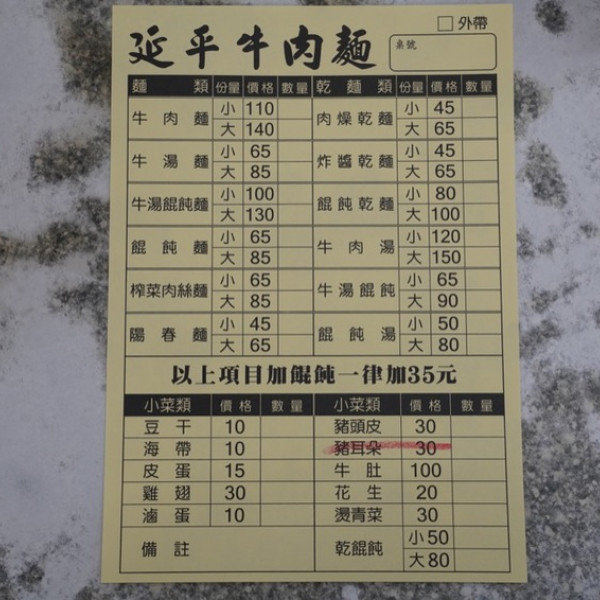 □ 外帶
延平牛肉麵
桌號
麵類 份量 價格 數量 乾麵類 份量 價格 數量
牛肉麵 小 110 肉燥乾麵 小 45
大 140 大 65
牛湯麵 小 65 炸醬乾麵 小 45
大 85 大 65
牛湯餛飩麵 小 100 餛飩乾麵 小 80
大 130 大 100
餛飩麵 小 65 牛肉湯 小 120
大 85 大 150
榨菜肉絲麵 小 65 牛湯餛飩 小 65
大 85 大 90
陽春麵 小 45 餛飩湯 小 50
大 65 大 80
以上項目加餛飩一律加35元
小菜類 價格 數量 小菜類 價格 數量
豆干 10 豬頭皮 30
海帶 10 豬耳朵 30
皮蛋 15 牛肚 100
雞翅 30 花生 20
滷蛋 10 燙青菜 30
備註 乾餛飩 小50
大80